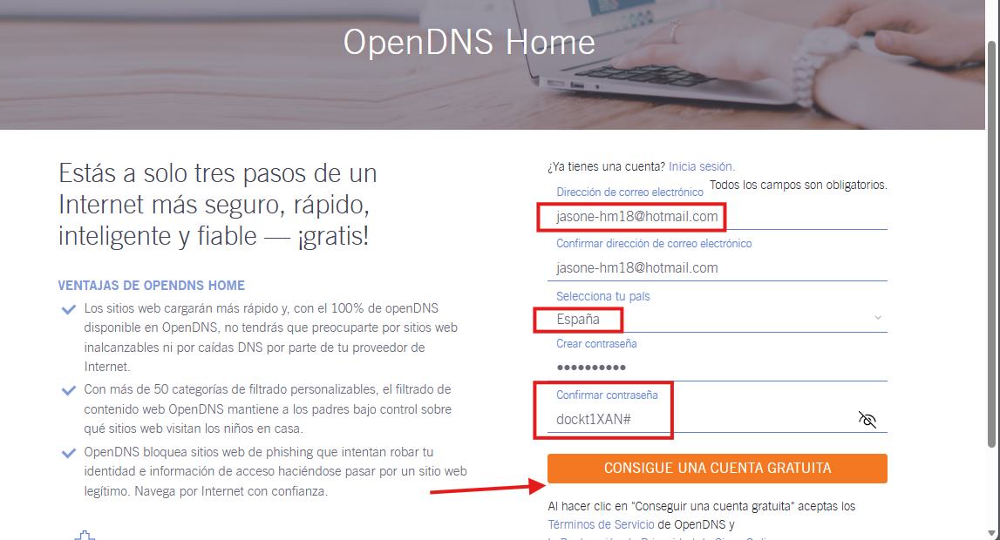 OpenDNS Home
Estás a solo tres pasos de un
Internet más seguro, rápido,
inteligente y fiable — ¡gratis!
VENTAJAS DE OPENDNS HOME
Los sitios web cargarán más rápido y, con el 100% de openDNS
disponible en OpenDNS, no tendrás que preocuparte por sitios web
inalcanzables ni por caídas DNS por parte de tu proveedor de
Internet.
Con más de 50 categorías de filtrado personalizables, el filtrado de
contenido web OpenDNS mantiene a los padres bajo control sobre
qué sitios web visitan los niños en casa.
OpenDNS bloquea sitios web de phishing que intentan robar tu
identidad e información de acceso haciéndose pasar por un sitio web
legítimo. Navega por Internet con confianza.
¿Ya tienes una cuenta? Inicia sesión.
Todos los campos son obligatorios.
Dirección de correo electrónico
jasone-hm18@hotmail.com
Confirmar dirección de correo electrónico
jasone-hm18@hotmail.com
Selecciona tu país
España
Crear contraseña
••••••••••
Confirmar contraseña
dockt1XAN#
CONSIGUE UNA CUENTA GRATUITA
Al hacer clic en "Conseguir una cuenta gratuita" aceptas los
Términos de Servicio de OpenDNS y